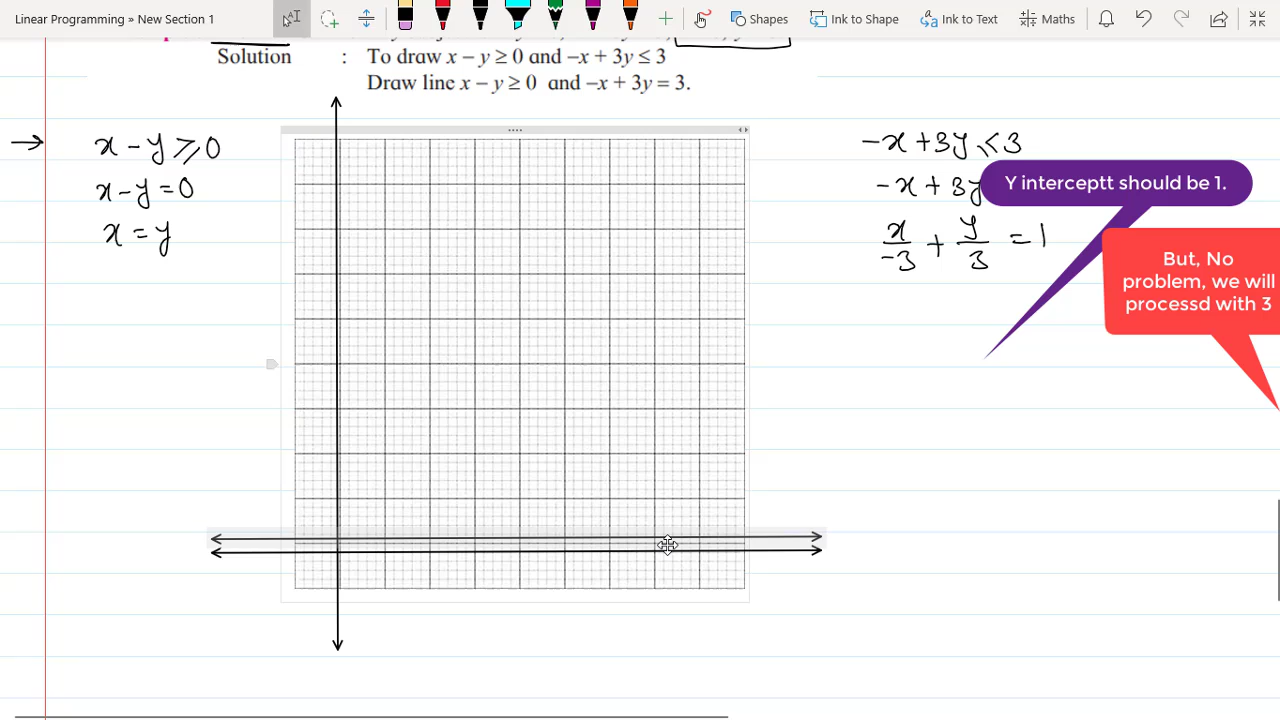 Linear Programming » New Section 1
Shapes
Ink to Shape
Ink to Text
Maths
Solution : To draw x – y ≥ 0 and –x + 3y ≤ 3
Draw line x – y ≥ 0 and –x + 3y = 3.
→ x – y ≥ 0
x – y = 0
x = y
–x + 3y ≤ 3
–x + 3y
x/–3 + y/3 = 1
Y interceptt should be 1.
But, No
problem, we will
processd with 3